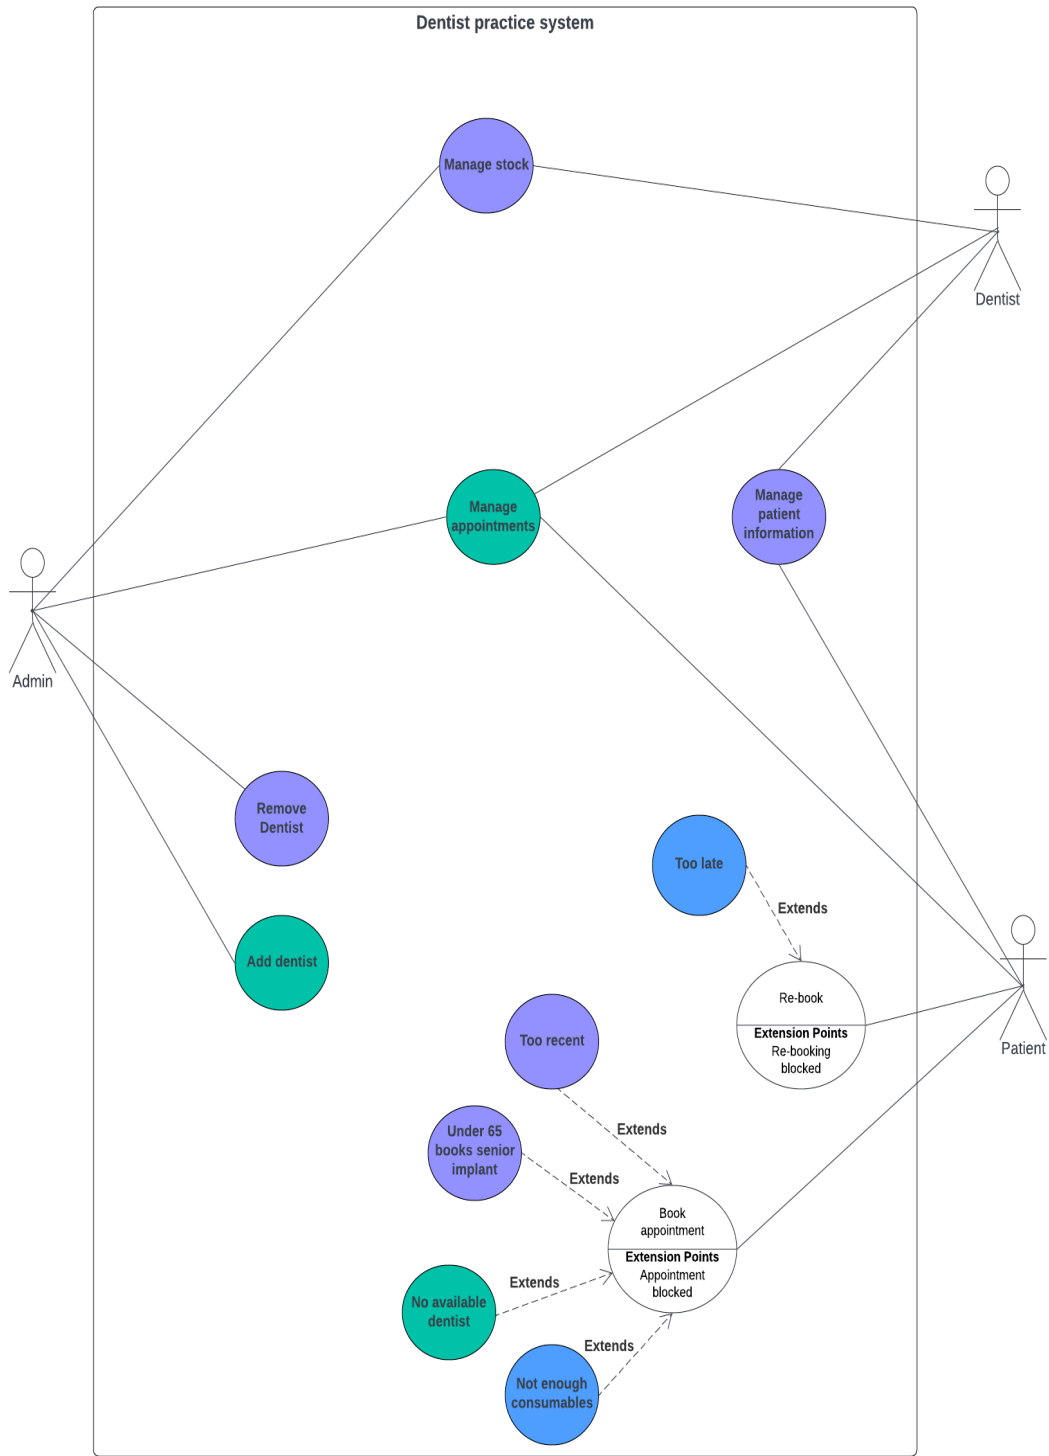 Dentist practice system
Manage stock
Dentist
Manage
appointments
Manage
patient
information
Admin
Remove
Dentist
Too late
Extends
Add dentist
Re-book
Extension Points
Re-booking
blocked
Patient
Too recent
Extends
Under 65
books senior
implant
Extends
Book
appointment
Extension Points
Appointment
blocked
No available
dentist
Extends
Extends
Not enough
consumables